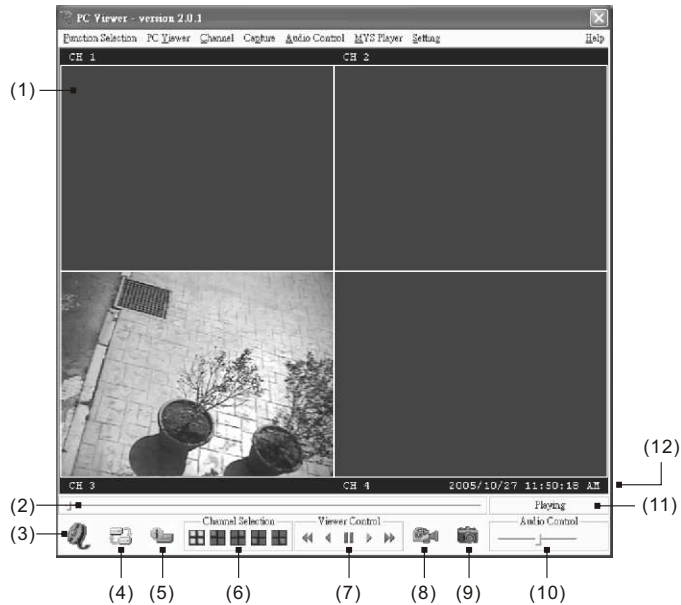 PC Viewer - version 2.0.1
Function Selection PC Viewer Channel Capture Audio Control MYS Player Setting Help
CH 1 CH 2
(1)
CH 3 CH 4 2005/10/27 11:50:18 AM
(12)
(2)
Playing
(11)
(3)
Channel Selection Viewer Control Audio Control
(4) (5) (6) (7) (8) (9) (10)